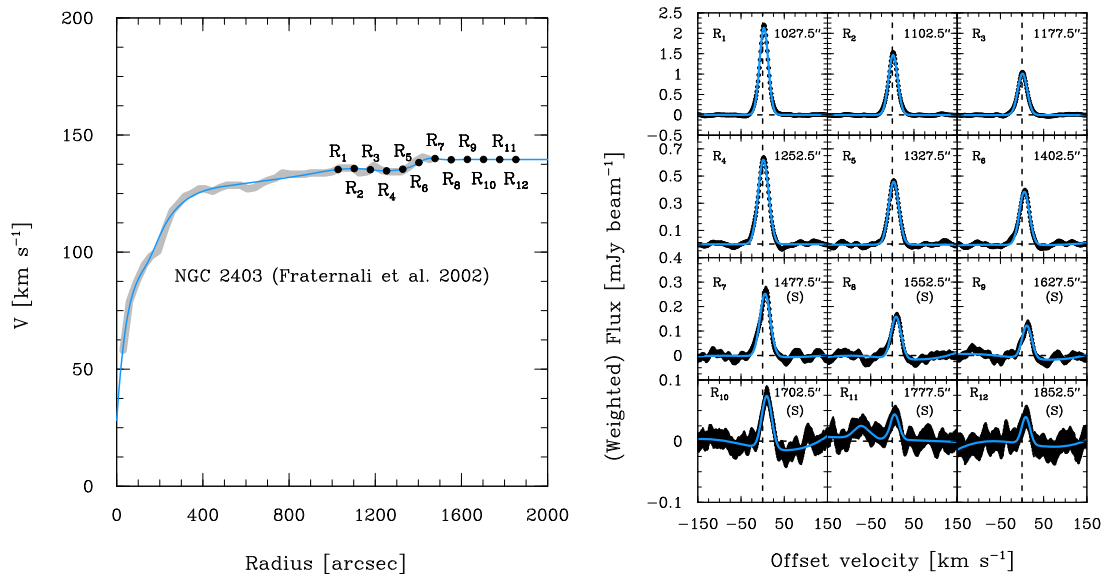 200
150
100
50
0
V [km s⁻¹]
R₁ R₃ R₅ R₇ R₉ R₁₁
R₂ R₄ R₆ R₈ R₁₀ R₁₂
NGC 2403 (Fraternali et al. 2002)
0 400 800 1200 1600 2000
Radius [arcsec]
(Weighted) Flux [mJy beam⁻¹]
2.5
2
1.5
1
0.5
0
−0.5
R₁ 1027.5″ R₂ 1102.5″ R₃ 1177.5″
0.7
0.5
0.3
0.1
R₄ 1252.5″ R₅ 1327.5″ R₆ 1402.5″
0.4
0.3
0.2
0.1
0
R₇ 1477.5″ R₈ 1552.5″ R₉ 1627.5″
(S) (S) (S)
0.1
0
−0.1
R₁₀ 1702.5″ R₁₁ 1777.5″ R₁₂ 1852.5″
(S) (S) (S)
−150 −50 50 −50 50 −50 50 150
Offset velocity [km s⁻¹]